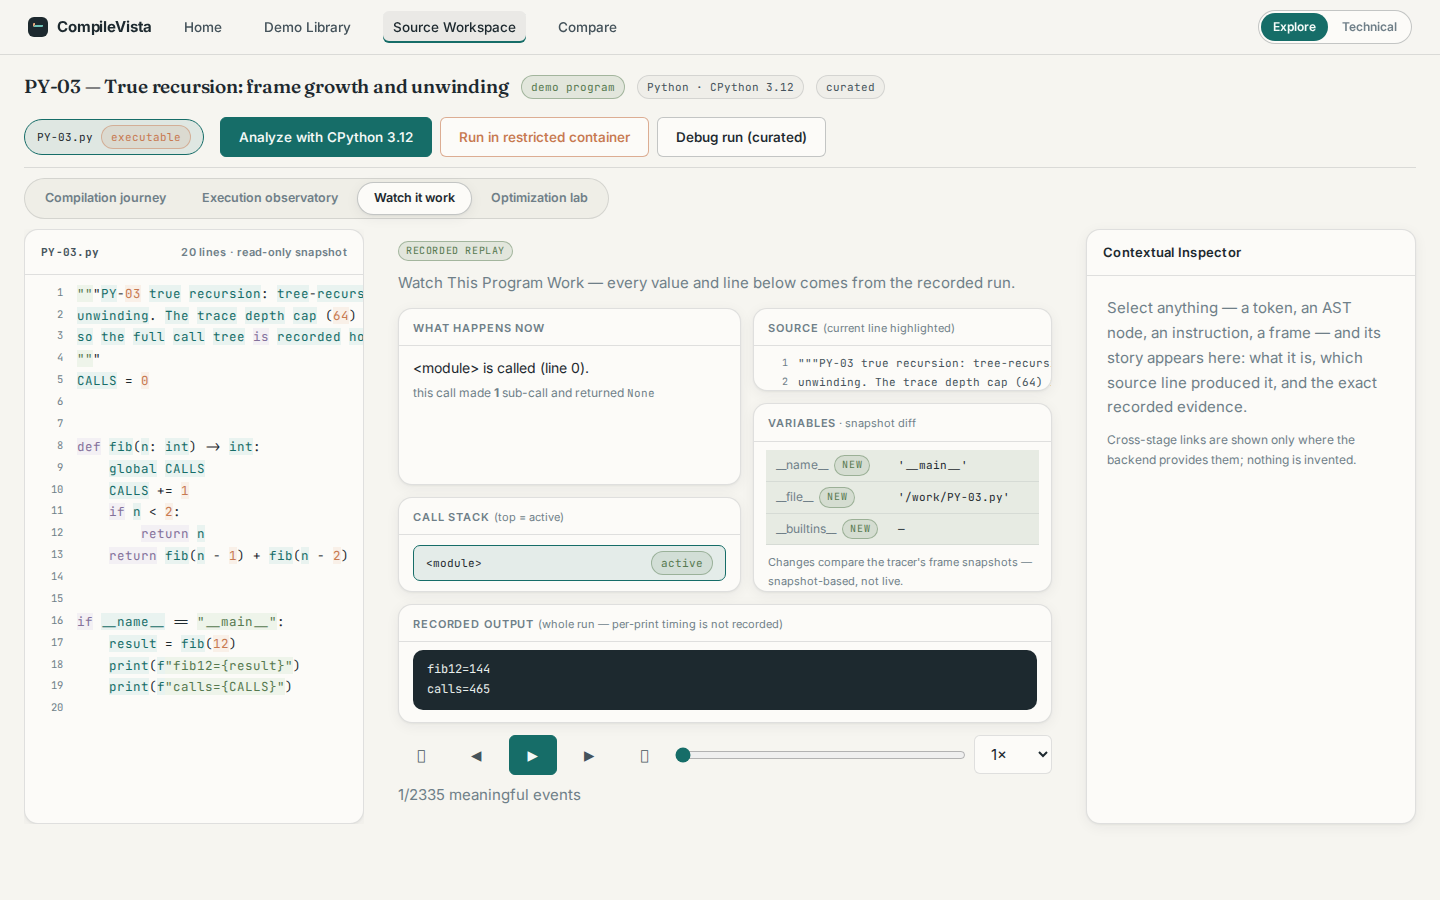 CompileVista Home Demo Library Source Workspace Compare Explore Technical
PY-03 — True recursion: frame growth and unwinding demo program Python · CPython 3.12 curated
PY-03.py executable Analyze with CPython 3.12 Run in restricted container Debug run (curated)
Compilation journey Execution observatory Watch it work Optimization lab
PY-03.py 20 lines · read-only snapshot
1 """PY-03 true recursion: tree-recurs
2 unwinding. The trace depth cap (64)
3 so the full call tree is recorded ho
4 """
5 CALLS = 0
6
7
8 def fib(n: int) -> int:
9 global CALLS
10 CALLS += 1
11 if n < 2:
12 return n
13 return fib(n - 1) + fib(n - 2)
14
15
16 if __name__ == "__main__":
17 result = fib(12)
18 print(f"fib12={result}")
19 print(f"calls={CALLS}")
20
RECORDED REPLAY
Watch This Program Work — every value and line below comes from the recorded run.
WHAT HAPPENS NOW
<module> is called (line 0).
this call made 1 sub-call and returned None
CALL STACK (top = active)
<module> active
SOURCE (current line highlighted)
1 """PY-03 true recursion: tree-recurs
2 unwinding. The trace depth cap (64)
VARIABLES · snapshot diff
__name__ NEW '__main__'
__file__ NEW '/work/PY-03.py'
__builtins__ NEW —
Changes compare the tracer's frame snapshots —
snapshot-based, not live.
RECORDED OUTPUT (whole run — per-print timing is not recorded)
fib12=144
calls=465
1×
1/2335 meaningful events
Contextual Inspector
Select anything — a token, an AST
node, an instruction, a frame — and its
story appears here: what it is, which
source line produced it, and the exact
recorded evidence.
Cross-stage links are shown only where the
backend provides them; nothing is invented.